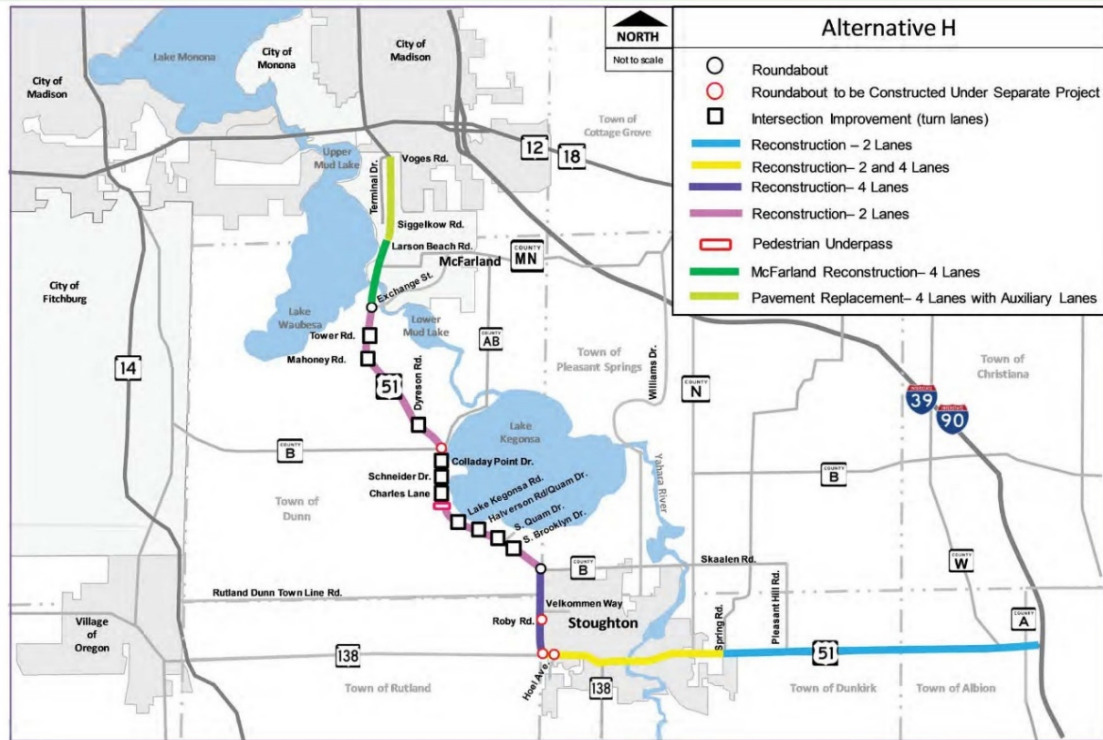 Alternative H
Roundabout
Roundabout to be Constructed Under Separate Project
Intersection Improvement (turn lanes)
Reconstruction – 2 Lanes
Reconstruction– 2 and 4 Lanes
Reconstruction– 4 Lanes
Reconstruction– 2 Lanes
Pedestrian Underpass
McFarland Reconstruction– 4 Lanes
Pavement Replacement– 4 Lanes with Auxiliary Lanes
NORTH
Not to scale
Lake Monona
City of
Monona
City of
Madison
City of
Madison
Town of
Cottage Grove
12
18
Upper
Mud Lake
Voges Rd.
Terminal Dr.
Siggelkow Rd.
Larson Beach Rd.
McFarland
COUNTY
MN
Exchange St.
City of
Fitchburg
Lake
Waubesa
Lower
Mud Lake
Tower Rd.
Mahoney Rd.
COUNTY
AB
Town of
Pleasant Springs
Williams Dr.
Town of
Christiana
14
51
Dyreson Rd.
COUNTY
N
INTERSTATE
39
INTERSTATE
90
Lake
Kegonsa
COUNTY
B
Colladay Point Dr.
Schneider Dr.
Charles Lane
Lake Kegonsa Rd.
Halverson Rd/Quam Dr.
S. Quam Dr.
S. Brooklyn Dr.
Yahara River
COUNTY
B
Town of
Dunn
COUNTY
B
Skaalen Rd.
COUNTY
W
Rutland Dunn Town Line Rd.
Velkommen Way
Pleasant Hill Rd.
Roby Rd.
Stoughton
Spring Rd.
COUNTY
A
Village
of
Oregon
138
Hoel Ave.
138
51
Town of Rutland
Town of Dunkirk
Town of Albion